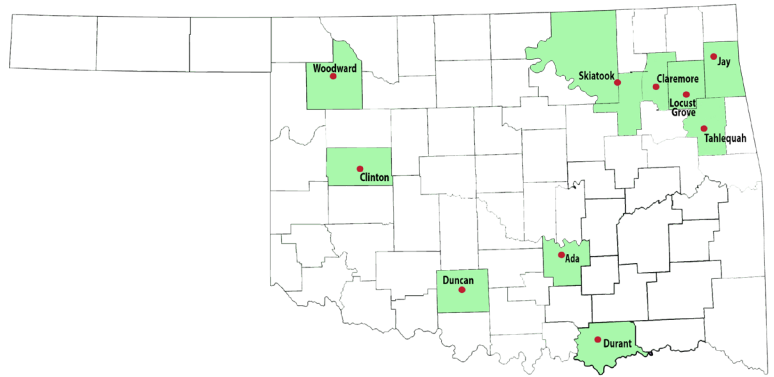 Jay
Woodward
Skiatook
Claremore
Locust
Grove
Tahlequah
Clinton
Ada
Duncan
Durant